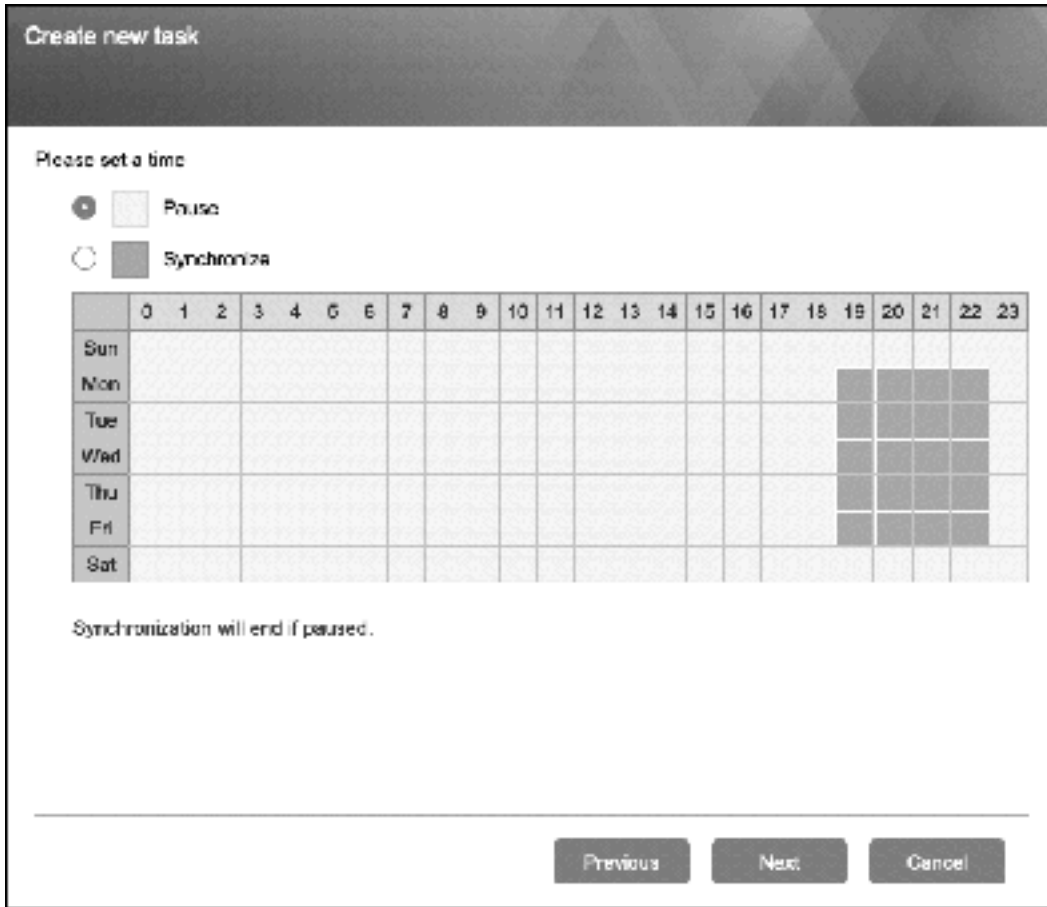 Create new task
Please set a time
Pause
Synchronize
0 1 2 3 4 5 6 7 8 9 10 11 12 13 14 15 16 17 18 19 20 21 22 23
Sun
Mon
Tue
Wed
Thu
Fri
Sat
Synchronization will end if paused.
Previous Next Cancel